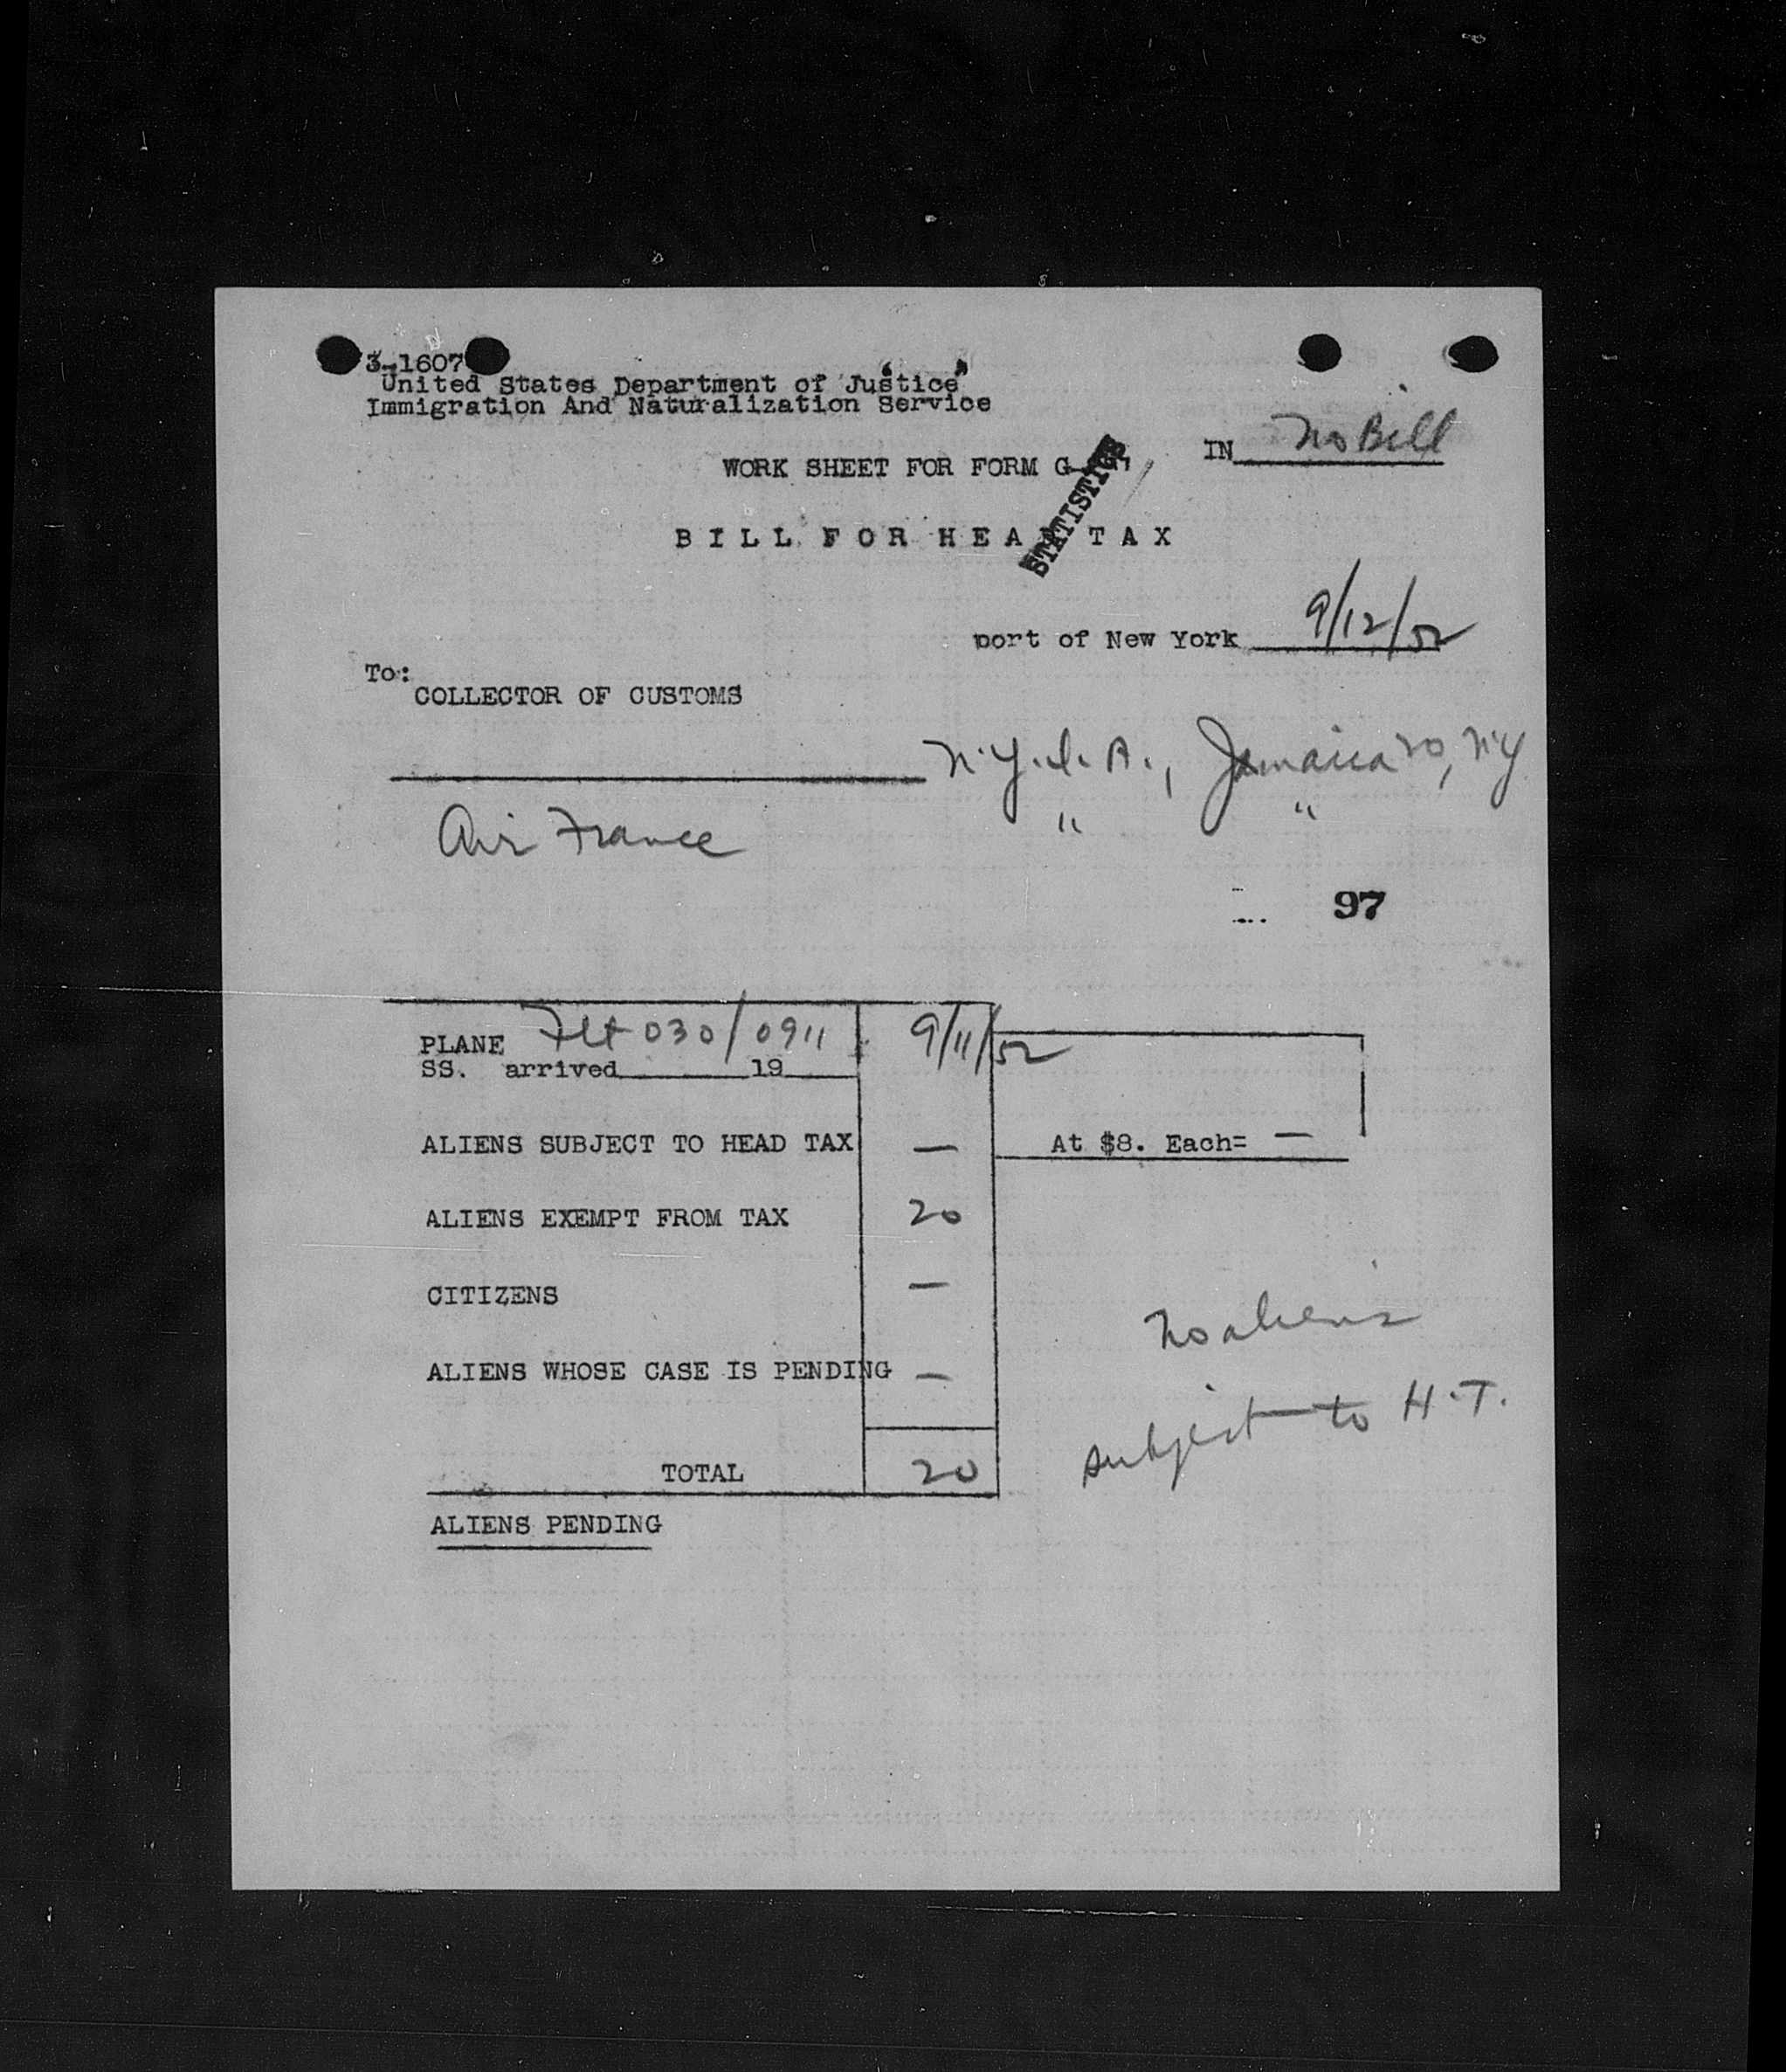 3-1607
United States Department of Justice
Immigration And Naturalization Service
IN No Bill
WORK SHEET FOR FORM G-
STATISTICS
BILL FOR HEAD TAX
port of New York 9/12/52
To:
COLLECTOR OF CUSTOMS
N.Y.I.A., Jamaica 20, NY
Air France " "
97
PLANE Flt 030/0911 9/11/52
SS. arrived 19
ALIENS SUBJECT TO HEAD TAX — At $8. Each= —
ALIENS EXEMPT FROM TAX 20
CITIZENS —
No aliens
ALIENS WHOSE CASE IS PENDING —
subject to H.T.
TOTAL 20
ALIENS PENDING